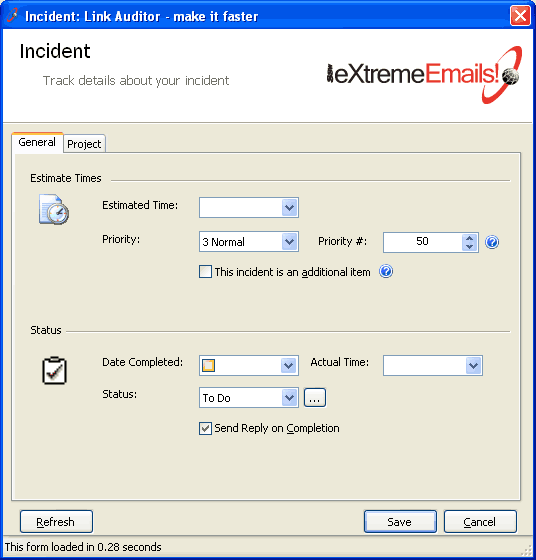 Incident: Link Auditor - make it faster
Incident
Track details about your incident
eXtremeEmails!
General Project
Estimate Times
Estimated Time:
Priority: 3 Normal Priority #: 50
This incident is an additional item
Status
Date Completed: Actual Time:
Status: To Do ...
Send Reply on Completion
Refresh Save Cancel
This form loaded in 0.28 seconds